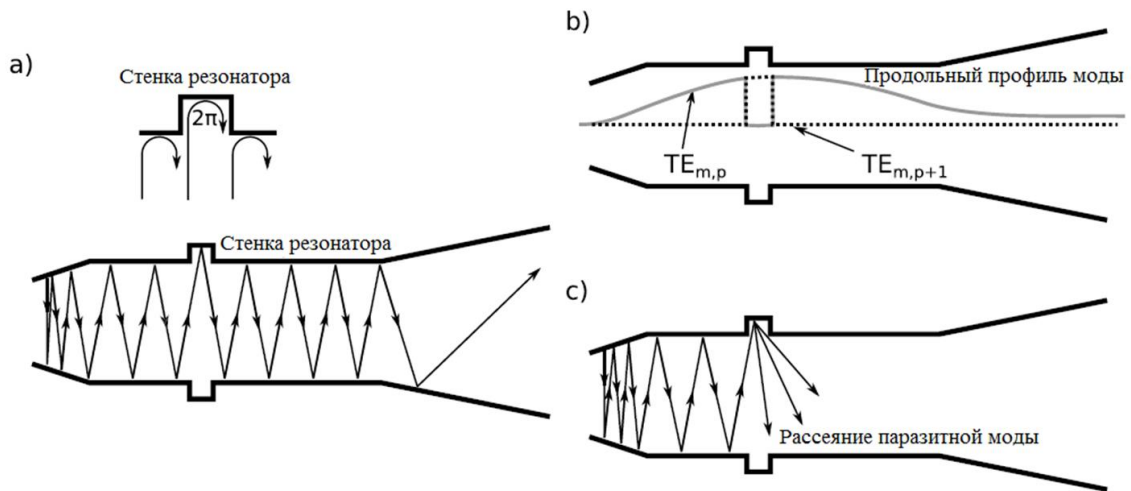 a)
Стенка резонатора
2π
Стенка резонатора
b)
Продольный профиль моды
TEm,p
TEm,p+1
c)
Рассеяние паразитной моды